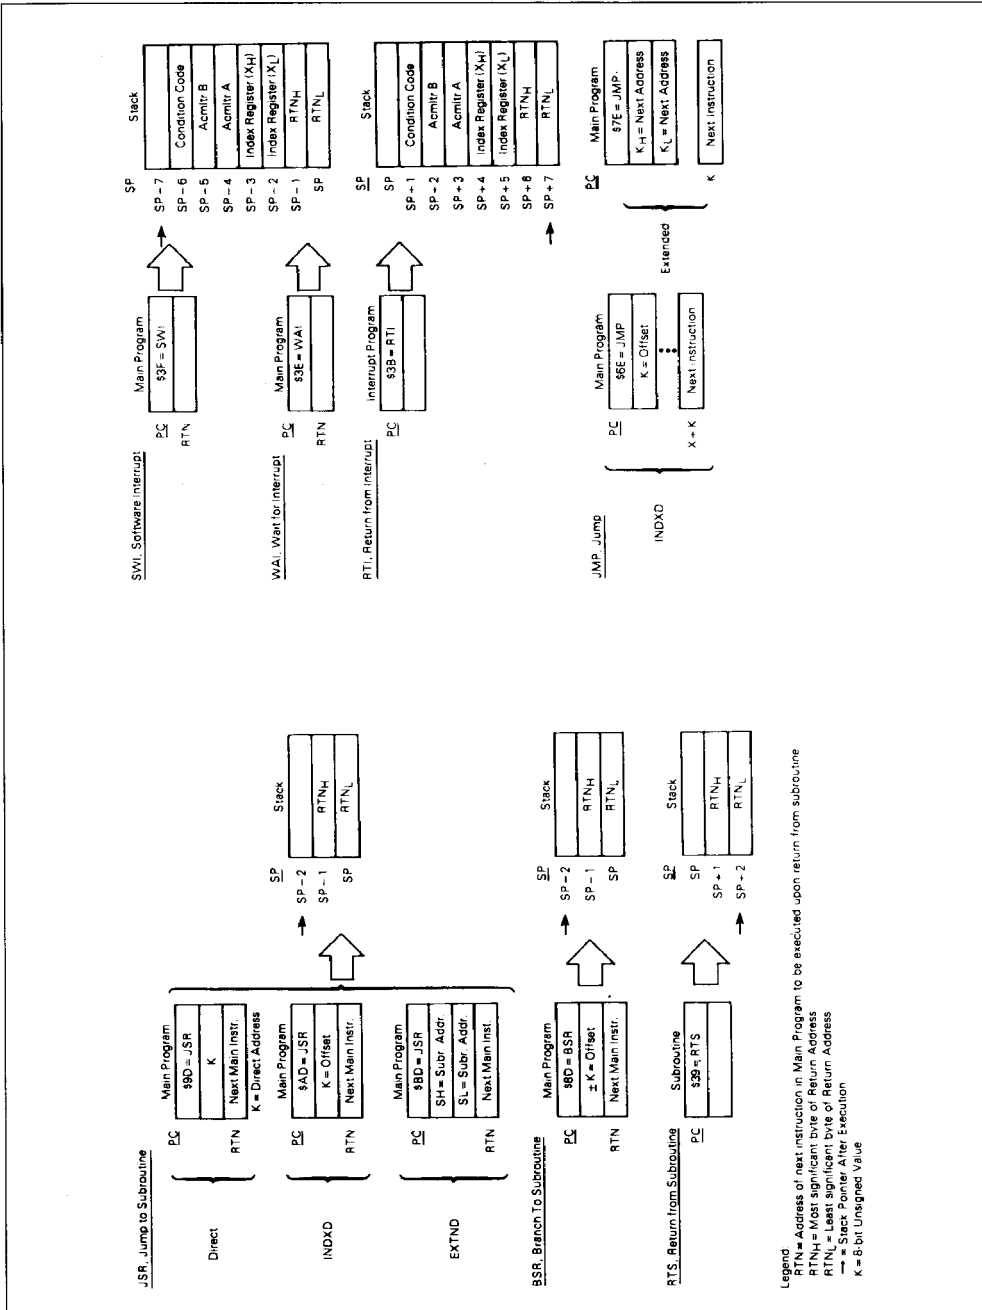 JSR, Jump to Subroutine
Direct
PC
RTN
Main Program
$9D = JSR
K
Next Main Instr.
K = Direct Address
INDXD
PC
RTN
Main Program
$AD = JSR
K = Offset
Next Main Instr.
EXTND
PC
RTN
Main Program
$BD = JSR
SH = Subr. Addr.
SL = Subr. Addr.
Next Main Inst.
SP
SP – 2
SP – 1
SP
Stack
RTNH
RTNL
BSR, Branch To Subroutine
PC
RTN
Main Program
$8D = BSR
± K = Offset
Next Main Instr.
SP
SP – 2
SP – 1
SP
Stack
RTNH
RTNL
RTS, Return from Subroutine
PC
Subroutine
$39 = RTS
SP
SP
SP + 1
SP + 2
Stack
RTNH
RTNL
SWI, Software Interrupt
PC
RTN
Main Program
$3F = SWI
WAI, Wait for Interrupt
PC
RTN
Main Program
$3E = WAI
SP
SP – 7
SP – 6
SP – 5
SP – 4
SP – 3
SP – 2
SP – 1
SP
Stack
Condition Code
Acmltr B
Acmltr A
Index Register (XH)
Index Register (XL)
RTNH
RTNL
RTI, Return from Interrupt
PC
Interrupt Program
$3B = RTI
SP
SP
SP + 1
SP + 2
SP + 3
SP + 4
SP + 5
SP + 6
SP + 7
Stack
Condition Code
Acmltr B
Acmltr A
Index Register (XH)
Index Register (XL)
RTNH
RTNL
JMP, Jump
INDXD
PC
X + K
Main Program
$6E = JMP
K = Offset
Next Instruction
Extended
PC
K
Main Program
$7E = JMP
KH = Next Address
KL = Next Address
Next Instruction
Legend
RTN = Address of next instruction in Main Program to be executed upon return from subroutine
RTNH = Most significant byte of Return Address
RTNL = Least significant byte of Return Address
→ = Stack Pointer After Execution
K = 8-bit Unsigned Value